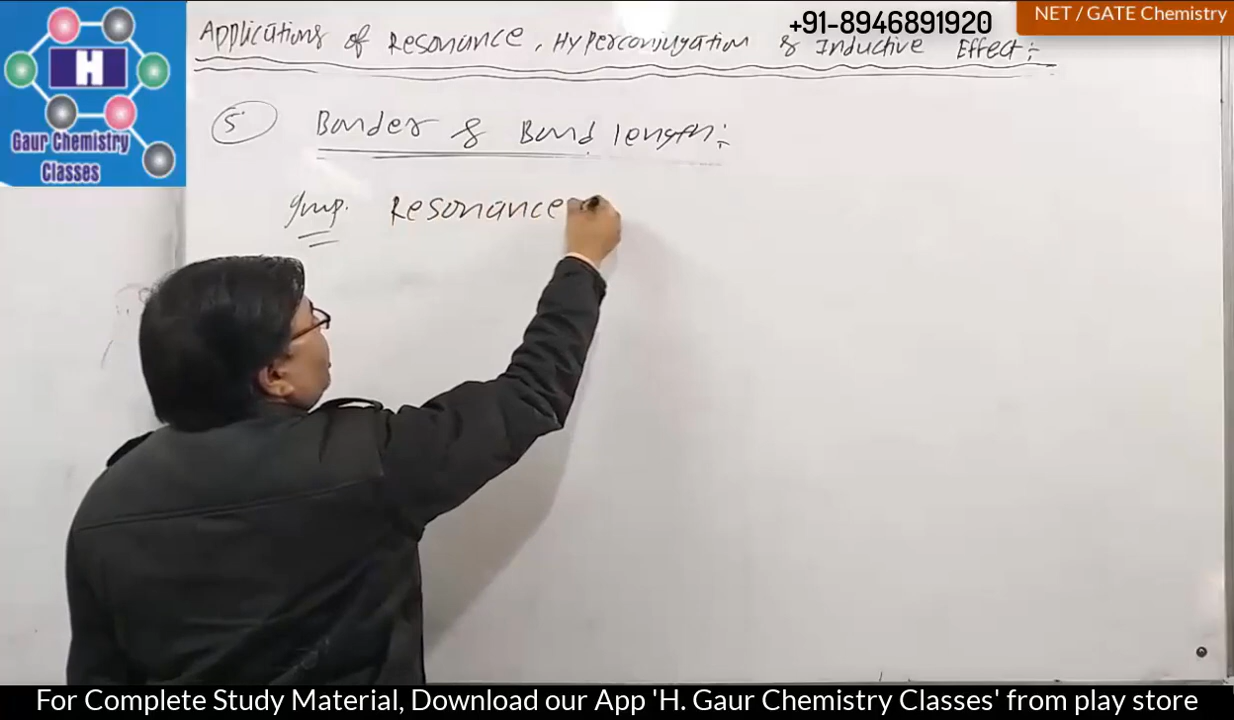 +91-8946891920
NET / GATE Chemistry
Applications of Resonance, Hyperconjugation & Inductive Effect:-
H
Gaur Chemistry
Classes
5 Border & Bond length:-
Imp. Resonance
For Complete Study Material, Download our App 'H. Gaur Chemistry Classes' from play store